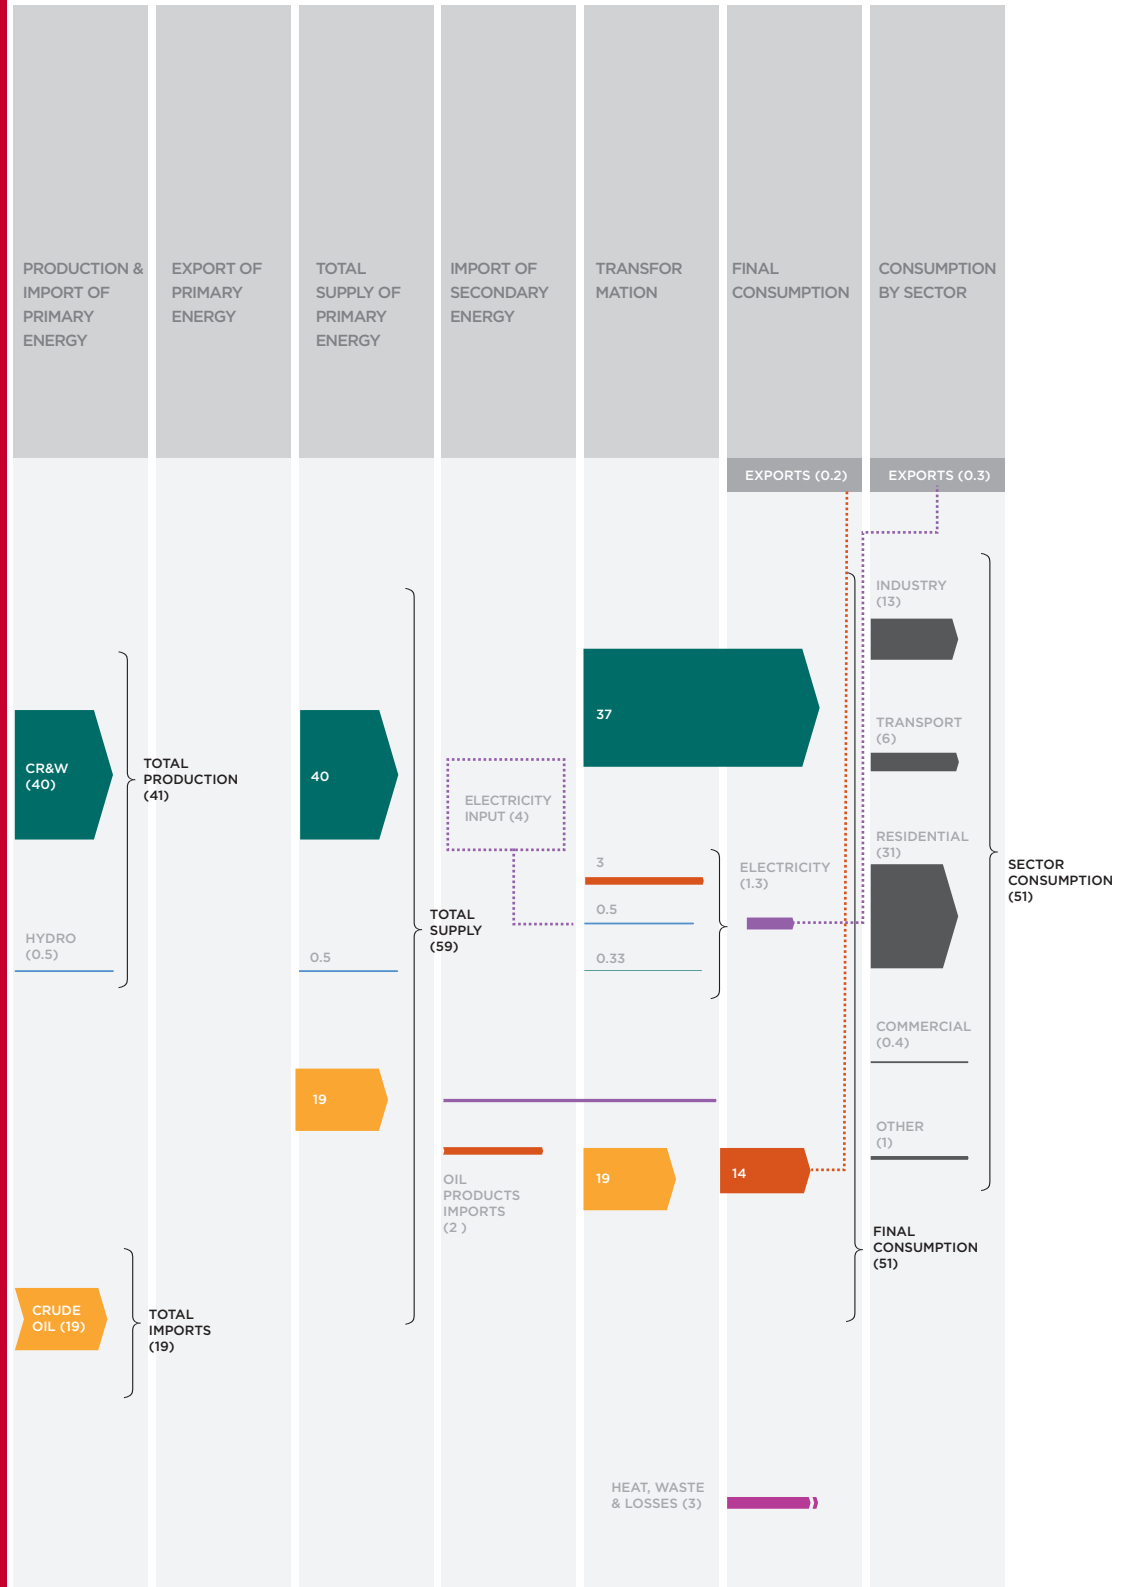 PRODUCTION &
IMPORT OF
PRIMARY
ENERGY
EXPORT OF
PRIMARY
ENERGY
TOTAL
SUPPLY OF
PRIMARY
ENERGY
IMPORT OF
SECONDARY
ENERGY
TRANSFOR
MATION
FINAL
CONSUMPTION
CONSUMPTION
BY SECTOR
EXPORTS (0.2)
EXPORTS (0.3)
CR&W
(40)
TOTAL
PRODUCTION
(41)
HYDRO
(0.5)
CRUDE
OIL (19)
TOTAL
IMPORTS
(19)
40
0.5
19
TOTAL
SUPPLY
(59)
ELECTRICITY
INPUT (4)
OIL
PRODUCTS
IMPORTS
(2 )
37
3
0.5
0.33
19
HEAT, WASTE
& LOSSES (3)
ELECTRICITY
(1.3)
14
FINAL
CONSUMPTION
(51)
INDUSTRY
(13)
TRANSPORT
(6)
RESIDENTIAL
(31)
COMMERCIAL
(0.4)
OTHER
(1)
SECTOR
CONSUMPTION
(51)